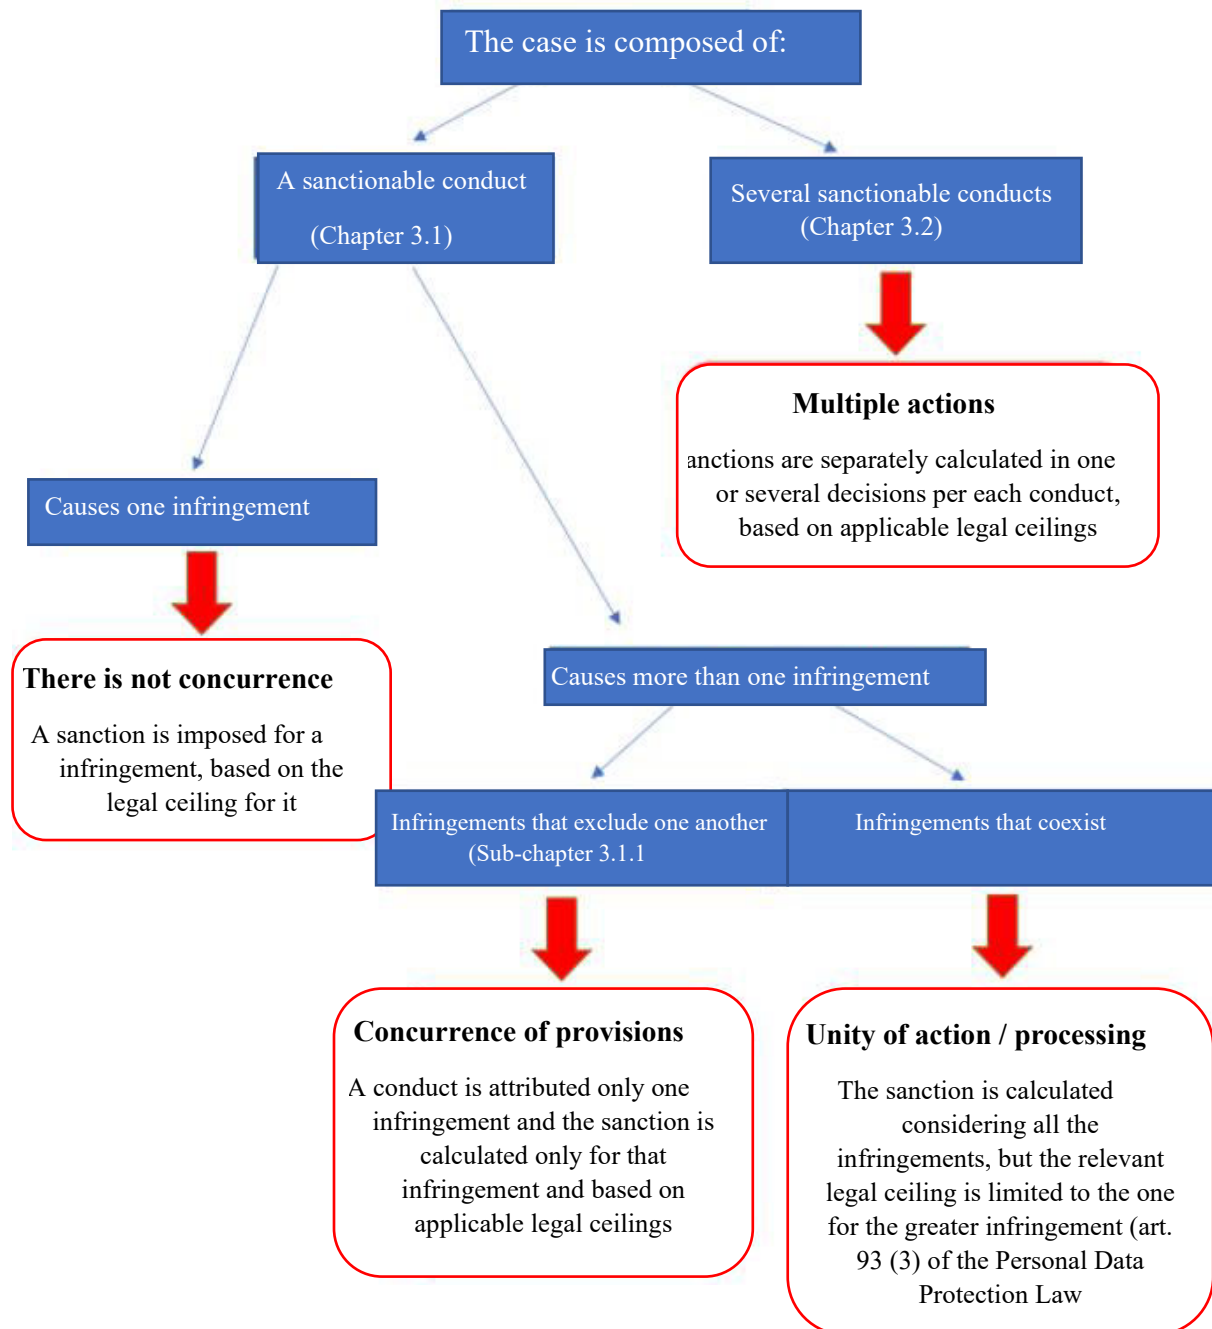 The case is composed of:
A sanctionable conduct
(Chapter 3.1)
Several sanctionable conducts
(Chapter 3.2)
Multiple actions
anctions are separately calculated in one
or several decisions per each conduct,
based on applicable legal ceilings
Causes one infringement
There is not concurrence
A sanction is imposed for a
infringement, based on the
legal ceiling for it
Causes more than one infringement
Infringements that exclude one another
(Sub-chapter 3.1.1
Infringements that coexist
Concurrence of provisions
A conduct is attributed only one
infringement and the sanction is
calculated only for that
infringement and based on
applicable legal ceilings
Unity of action / processing
The sanction is calculated
considering all the
infringements, but the relevant
legal ceiling is limited to the one
for the greater infringement (art.
93 (3) of the Personal Data
Protection Law